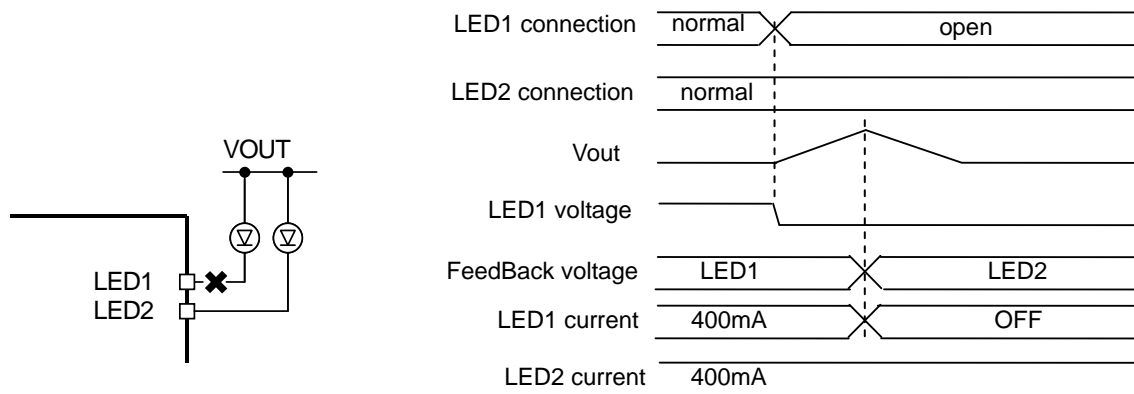 VOUT
LED1
LED2
LED1 connection normal open
LED2 connection normal
Vout
LED1 voltage
FeedBack voltage LED1 LED2
LED1 current 400mA OFF
LED2 current 400mA